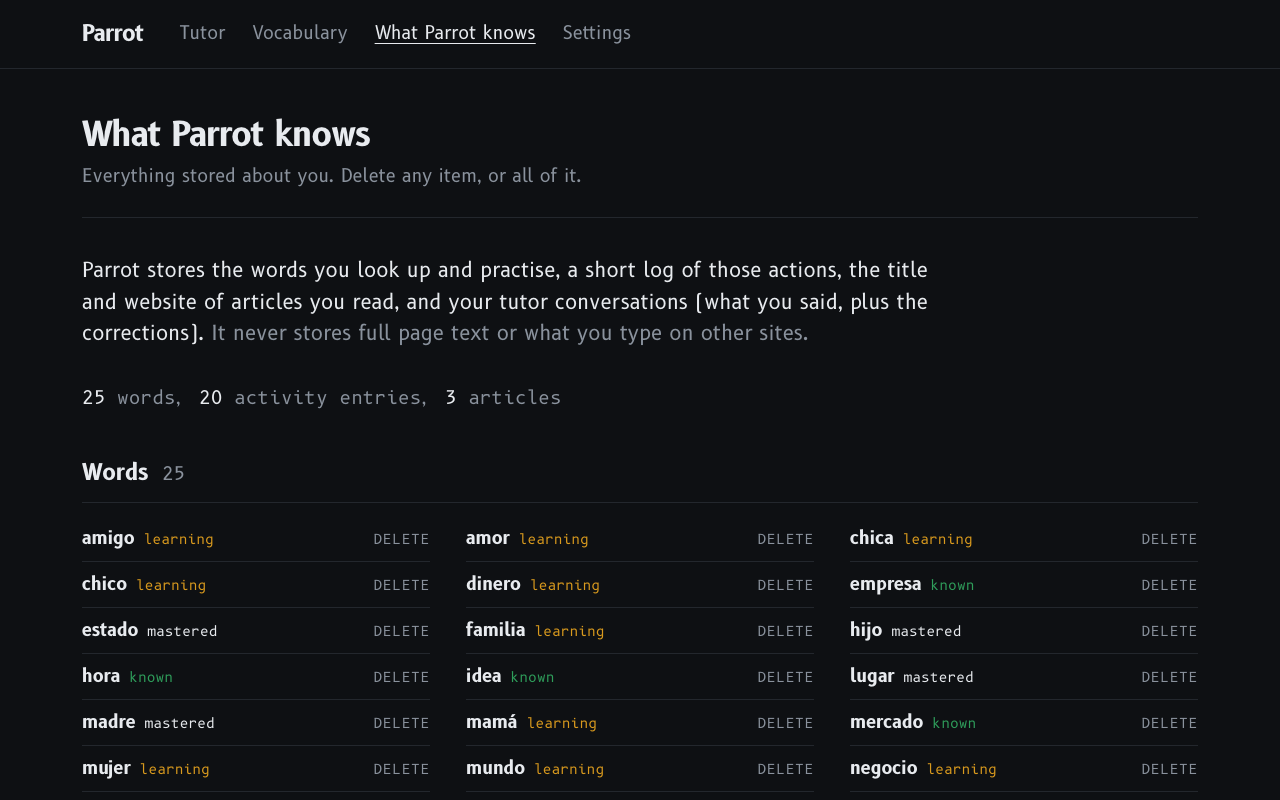 Parrot Tutor Vocabulary What Parrot knows Settings
What Parrot knows
Everything stored about you. Delete any item, or all of it.
Parrot stores the words you look up and practise, a short log of those actions, the title
and website of articles you read, and your tutor conversations (what you said, plus the
corrections). It never stores full page text or what you type on other sites.
25 words, 20 activity entries, 3 articles
Words 25
amigo learning DELETE amor learning DELETE chica learning DELETE
chico learning DELETE dinero learning DELETE empresa known DELETE
estado mastered DELETE familia learning DELETE hijo mastered DELETE
hora known DELETE idea known DELETE lugar mastered DELETE
madre mastered DELETE mamá learning DELETE mercado known DELETE
mujer learning DELETE mundo learning DELETE negocio learning DELETE